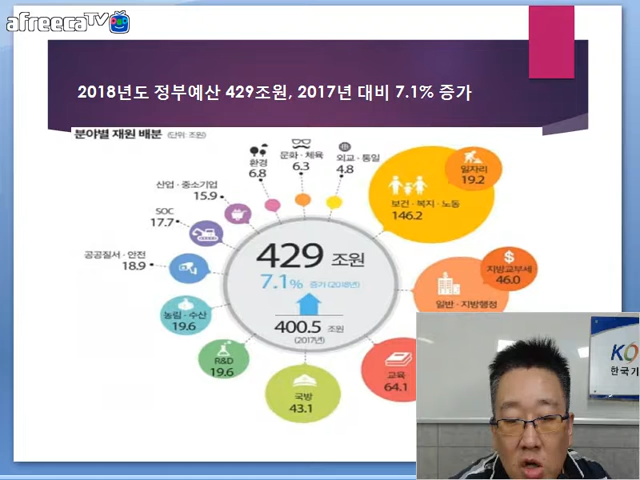 afreecaTV
2018년도 정부예산 429조원, 2017년 대비 7.1% 증가
분야별 재원 배분 (단위: 조원)
환경
6.8
문화·체육
6.3
외교·통일
4.8
일자리
19.2
보건·복지·노동
146.2
산업·중소기업
15.9
SOC
17.7
공공질서·안전
18.9
농림·수산
19.6
R&D
19.6
국방
43.1
교육
64.1
일반·지방행정
지방교부세
46.0
429 조원
7.1% 증가 (2018년)
400.5 조원
(2017년)
KO
한국기